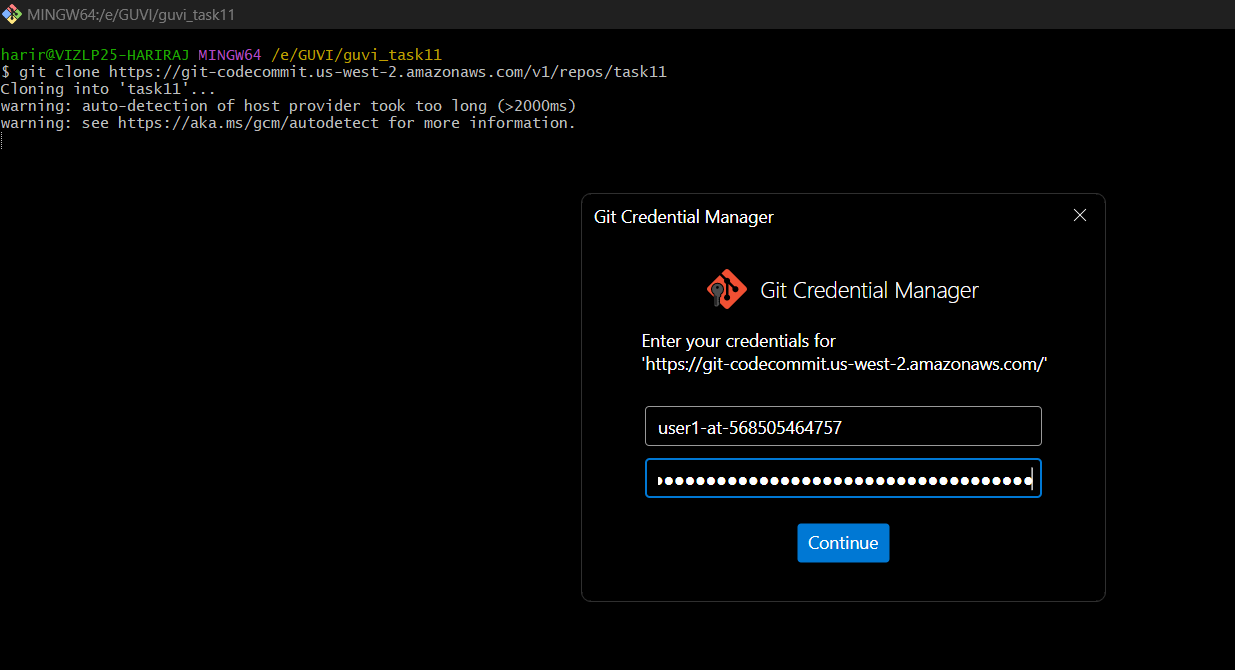 MINGW64:/e/GUVI/guvi_task11
harir@VIZLP25-HARIRAJ MINGW64 /e/GUVI/guvi_task11
$ git clone https://git-codecommit.us-west-2.amazonaws.com/v1/repos/task11
Cloning into 'task11'...
warning: auto-detection of host provider took too long (>2000ms)
warning: see https://aka.ms/gcm/autodetect for more information.
Git Credential Manager
Git Credential Manager
Enter your credentials for
'https://git-codecommit.us-west-2.amazonaws.com/'
user1-at-568505464757
Continue